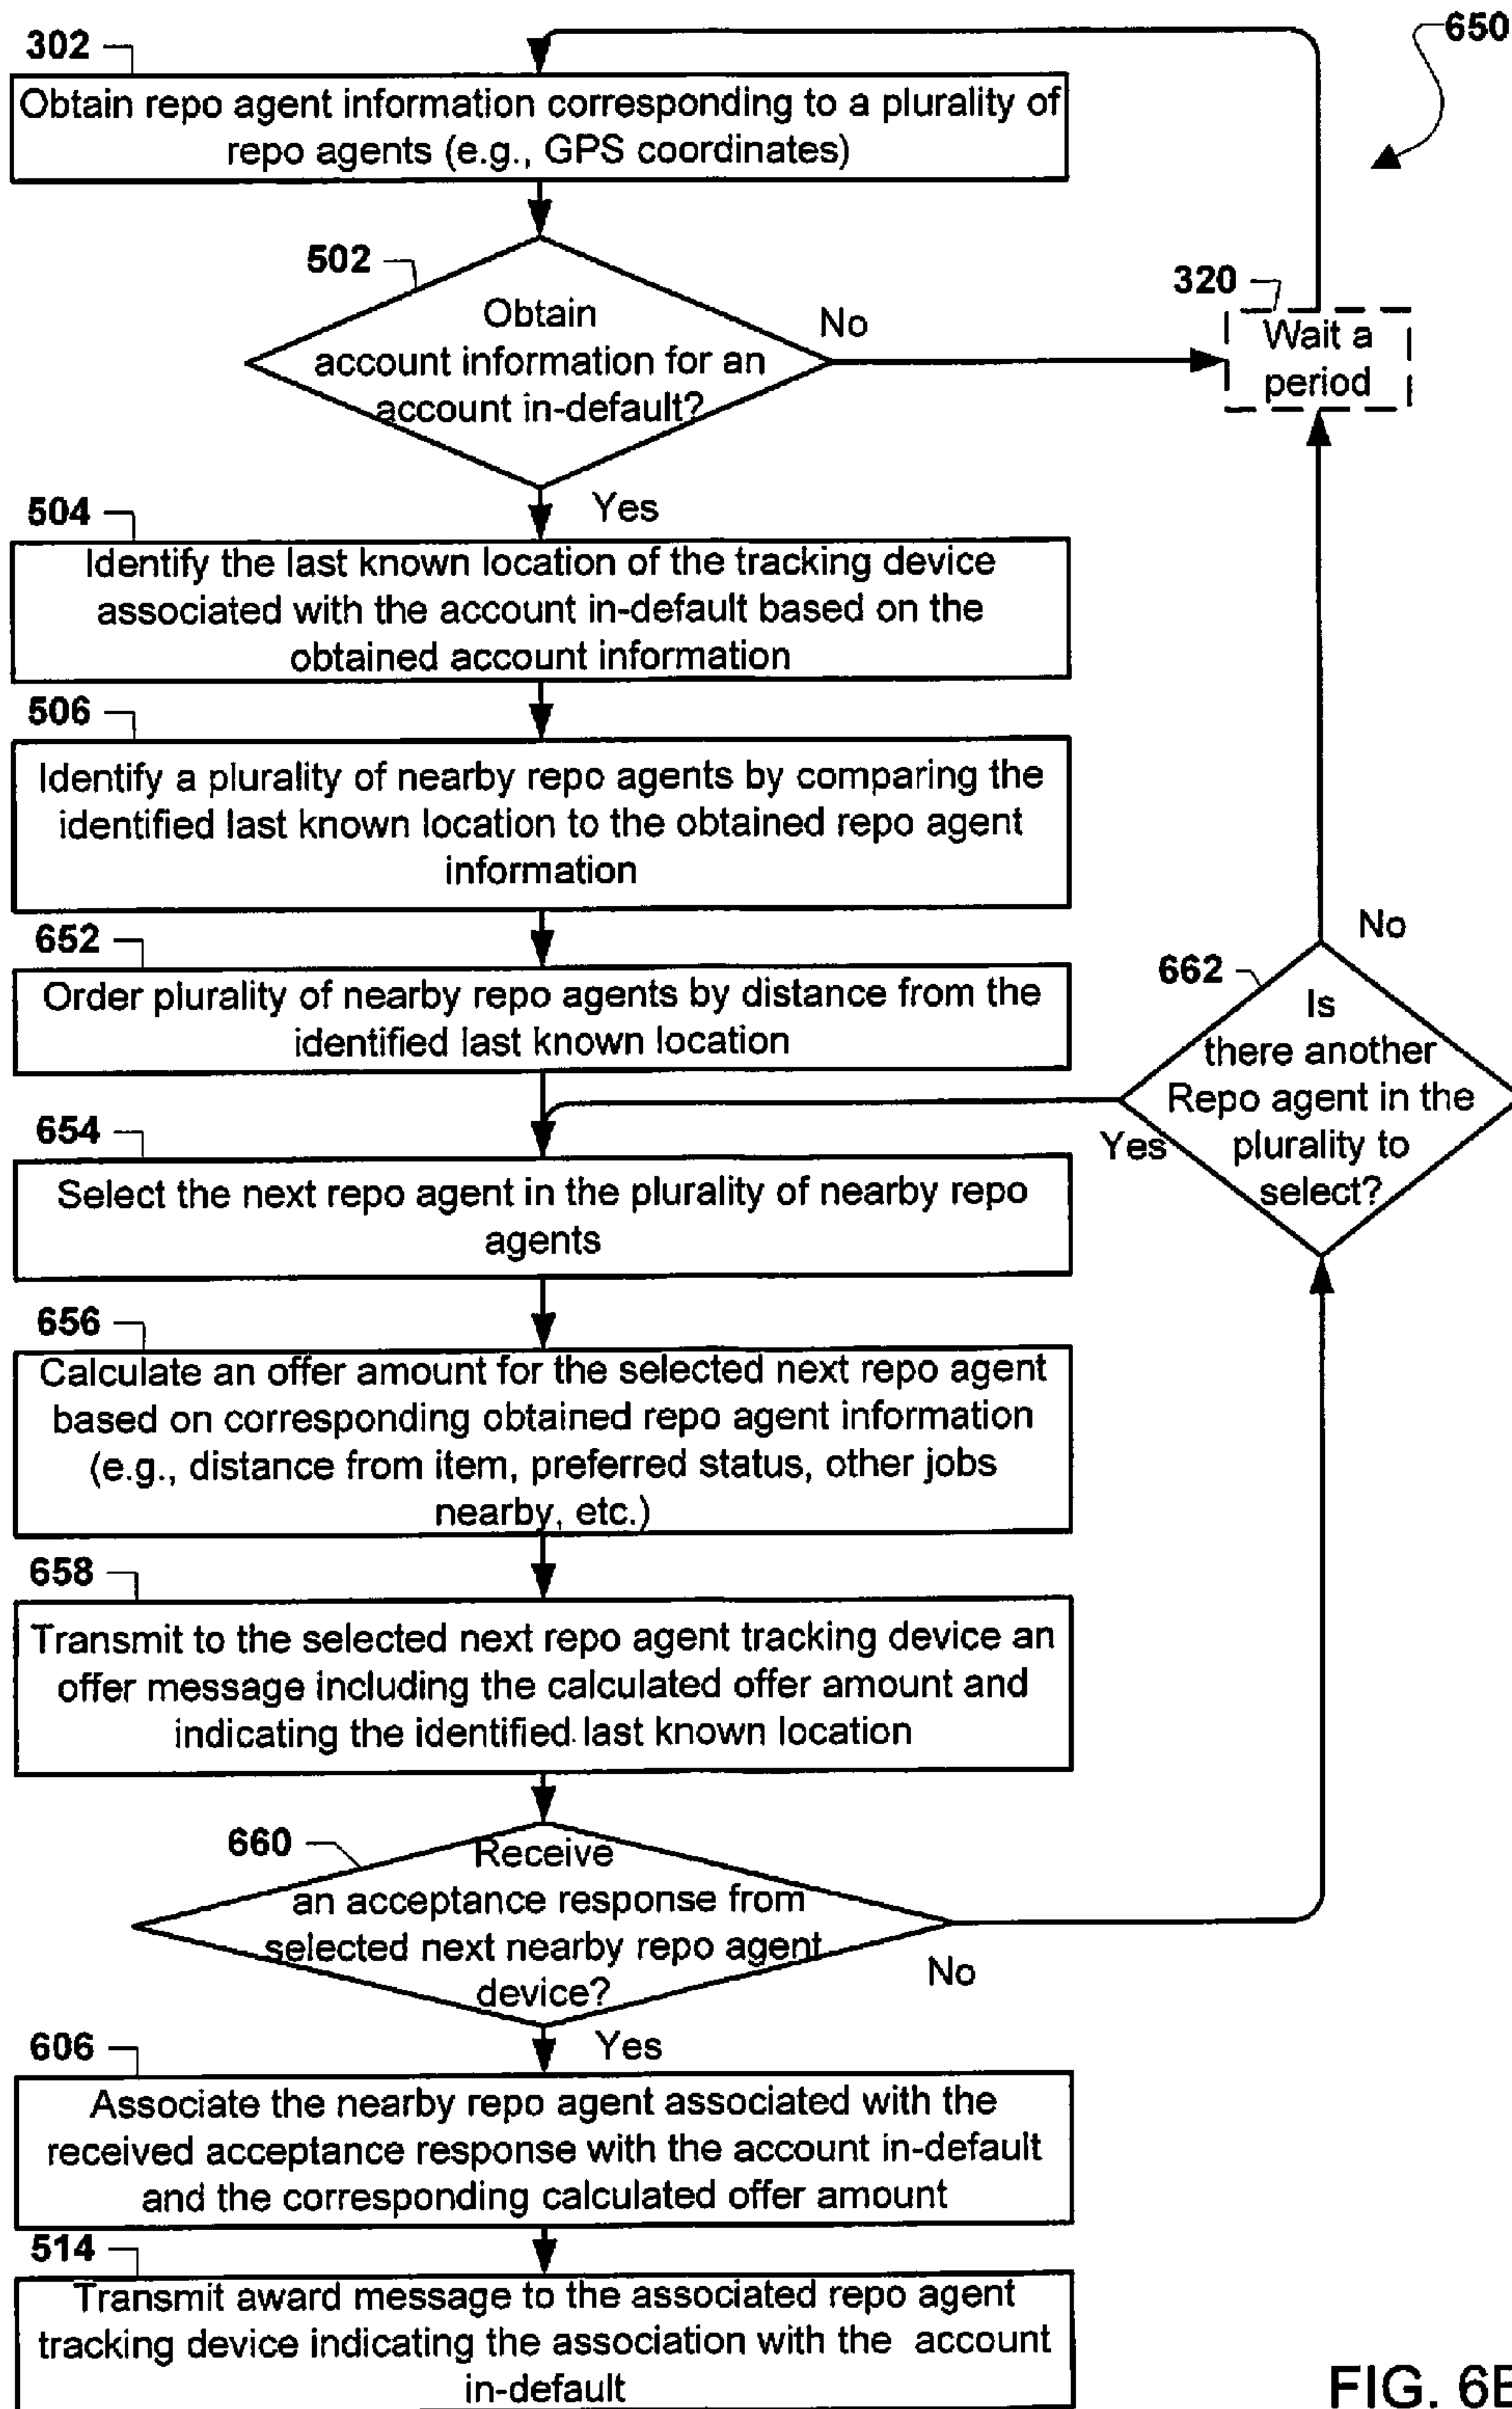 650
302
Obtain repo agent information corresponding to a plurality of
repo agents (e.g., GPS coordinates)
502
Obtain
account information for an
account in-default?
No
320
Wait a
period
Yes
504
Identify the last known location of the tracking device
associated with the account in-default based on the
obtained account information
506
Identify a plurality of nearby repo agents by comparing the
identified last known location to the obtained repo agent
information
652
Order plurality of nearby repo agents by distance from the
identified last known location
No
662
Is
there another
Repo agent in the
plurality to
select?
Yes
654
Select the next repo agent in the plurality of nearby repo
agents
656
Calculate an offer amount for the selected next repo agent
based on corresponding obtained repo agent information
(e.g., distance from item, preferred status, other jobs
nearby, etc.)
658
Transmit to the selected next repo agent tracking device an
offer message including the calculated offer amount and
indicating the identified last known location
660
Receive
an acceptance response from
selected next nearby repo agent
device?
No
Yes
606
Associate the nearby repo agent associated with the
received acceptance response with the account in-default
and the corresponding calculated offer amount
514
Transmit award message to the associated repo agent
tracking device indicating the association with the account
in-default
FIG. 6B